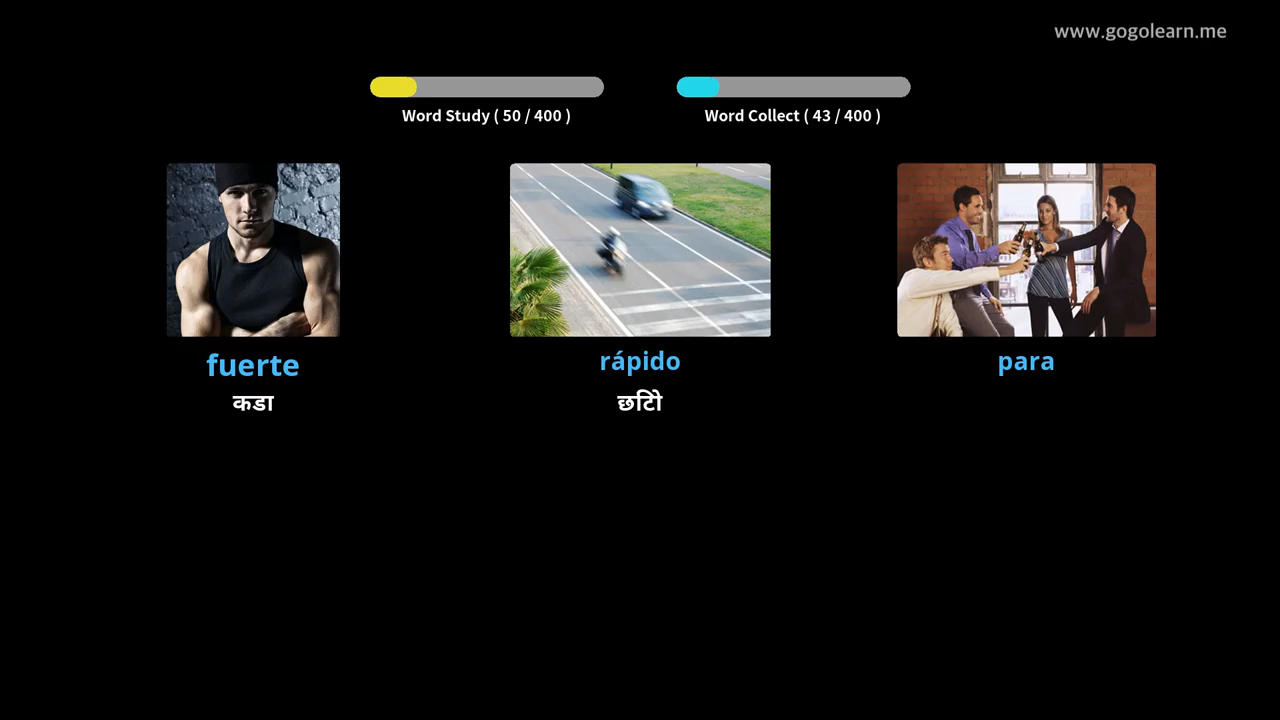 www.gogolearn.me
Word Study ( 50 / 400 )
Word Collect ( 43 / 400 )
fuerte
rápido
para
कडा
छिटो